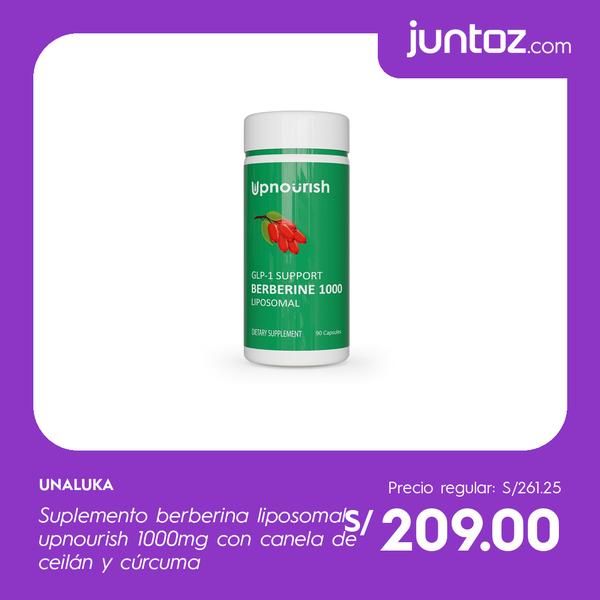 juntoz.com
Upnourish
GLP-1 SUPPORT
BERBERINE 1000
LIPOSOMAL
DIETARY SUPPLEMENT 90 Capsules
UNALUKA
Suplemento berberina liposomal
upnourish 1000mg con canela de
ceilán y cúrcuma
Precio regular: S/261.25
S/ 209.00